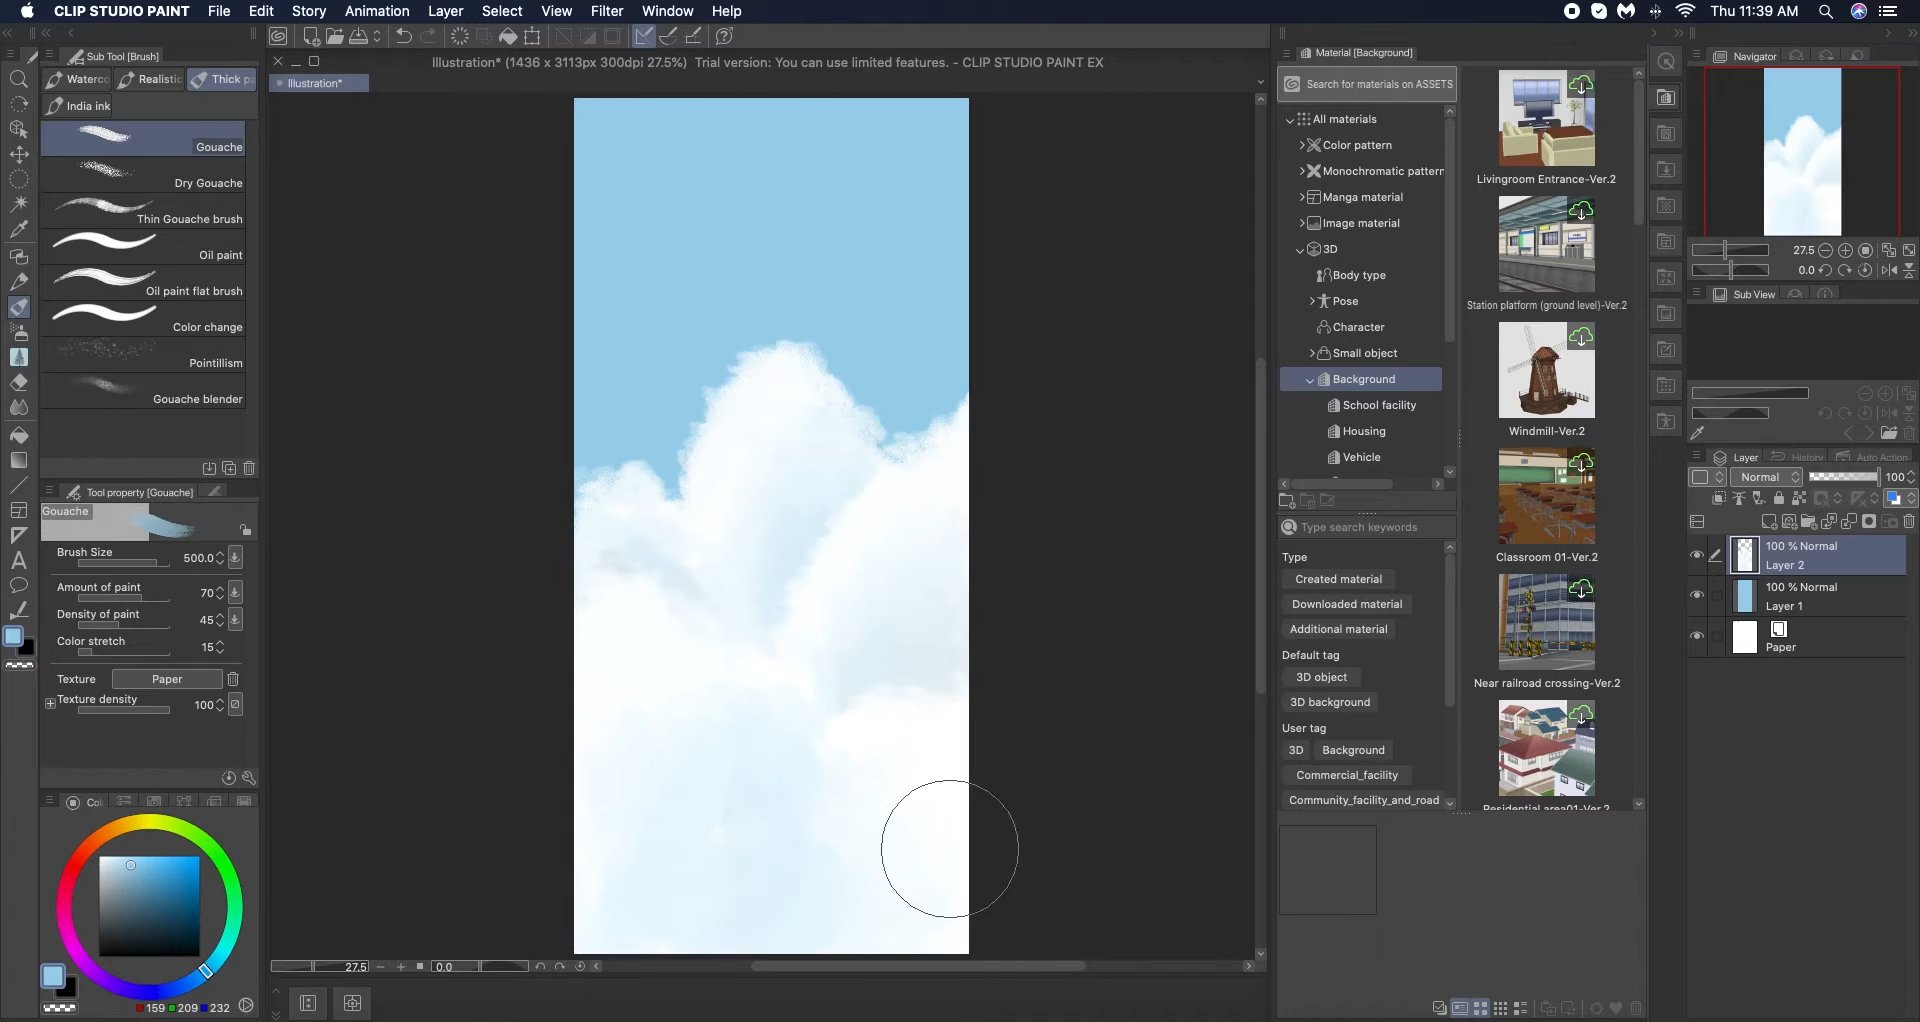 CLIP STUDIO PAINT File Edit Story Animation Layer Select View Filter Window Help Thu 11:39 AM
Sub Tool [Brush]
Waterco Realistic Thick pa
India ink
Gouache
Dry Gouache
Thin Gouache brush
Oil paint
Oil paint flat brush
Color change
Pointillism
Gouache blender
Tool property [Gouache]
Gouache
Brush Size 500.0
Amount of paint 70
Density of paint 45
Color stretch 15
Texture Paper
Texture density 100
Col
159 209 232
Illustration* (1436 x 3113px 300dpi 27.5%) Trial version: You can use limited features. - CLIP STUDIO PAINT EX
Illustration*
27.5 0.0
Material [Background]
Search for materials on ASSETS
All materials
Color pattern
Monochromatic pattern
Manga material
Image material
3D
Body type
Pose
Character
Small object
Background
School facility
Housing
Vehicle
Type search keywords
Type
Created material
Downloaded material
Additional material
Default tag
3D object
3D background
User tag
3D Background
Commercial_facility
Community_facility_and_road
Livingroom Entrance-Ver.2
Station platform (ground level)-Ver.2
Windmill-Ver.2
Classroom 01-Ver.2
Near railroad crossing-Ver.2
Residential area01-Ver.2
Navigator
27.5
0.0
Sub View
Layer History Auto Action
Normal 100
100 % Normal
Layer 2
100 % Normal
Layer 1
Paper